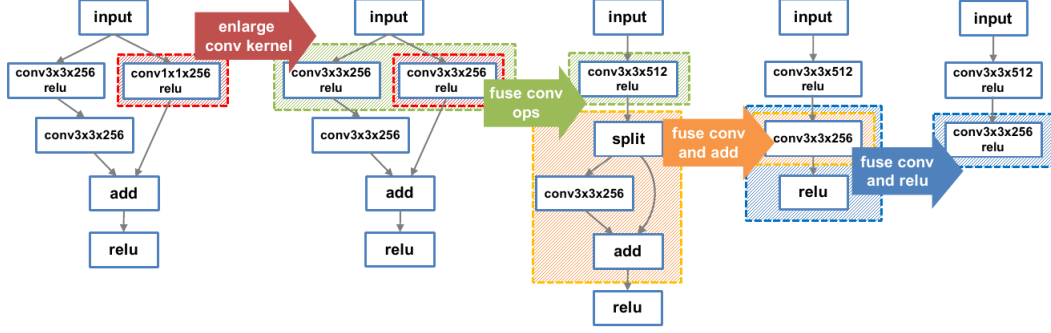 input
conv3x3x256
relu
conv1x1x256
relu
conv3x3x256
add
relu
enlarge
conv kernel
input
conv3x3x256
relu
conv3x3x256
relu
conv3x3x256
add
relu
fuse conv
ops
input
conv3x3x512
relu
split
conv3x3x256
add
relu
fuse conv
and add
input
conv3x3x512
relu
conv3x3x256
relu
fuse conv
and relu
input
conv3x3x512
relu
conv3x3x256
relu